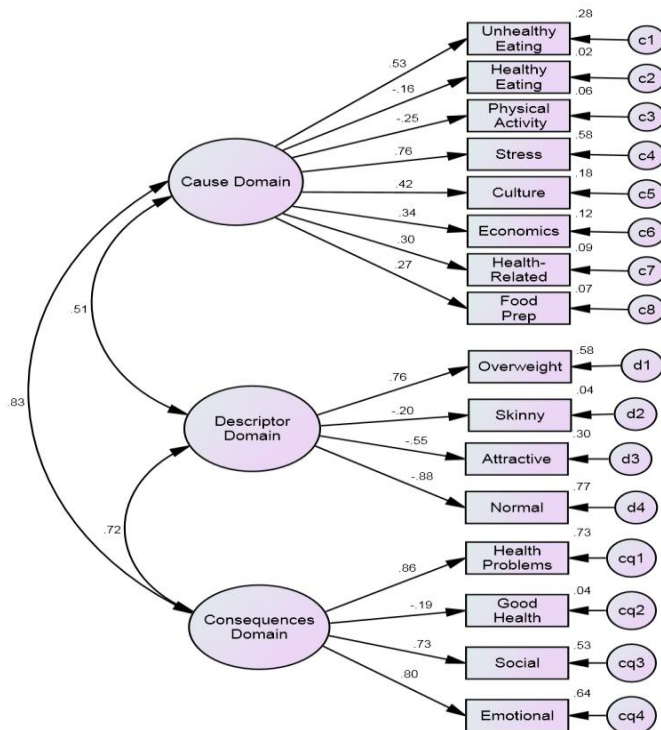 .28
Unhealthy
Eating
c1
.53
.02
Healthy
Eating
c2
-.16
.06
Physical
Activity
c3
-.25
.58
Stress
c4
.76
Cause Domain
.18
Culture
c5
.42
.12
Economics
c6
.34
.09
Health-
Related
c7
.30
.07
Food
Prep
c8
.27
.51
.58
Overweight
d1
.76
.04
Skinny
d2
-.20
.83
Descriptor
Domain
.30
Attractive
d3
-.55
.77
Normal
d4
-.88
.72
.73
Health
Problems
cq1
.86
.04
Good
Health
cq2
-.19
Consequences
Domain
.53
Social
cq3
.73
.64
Emotional
cq4
.80